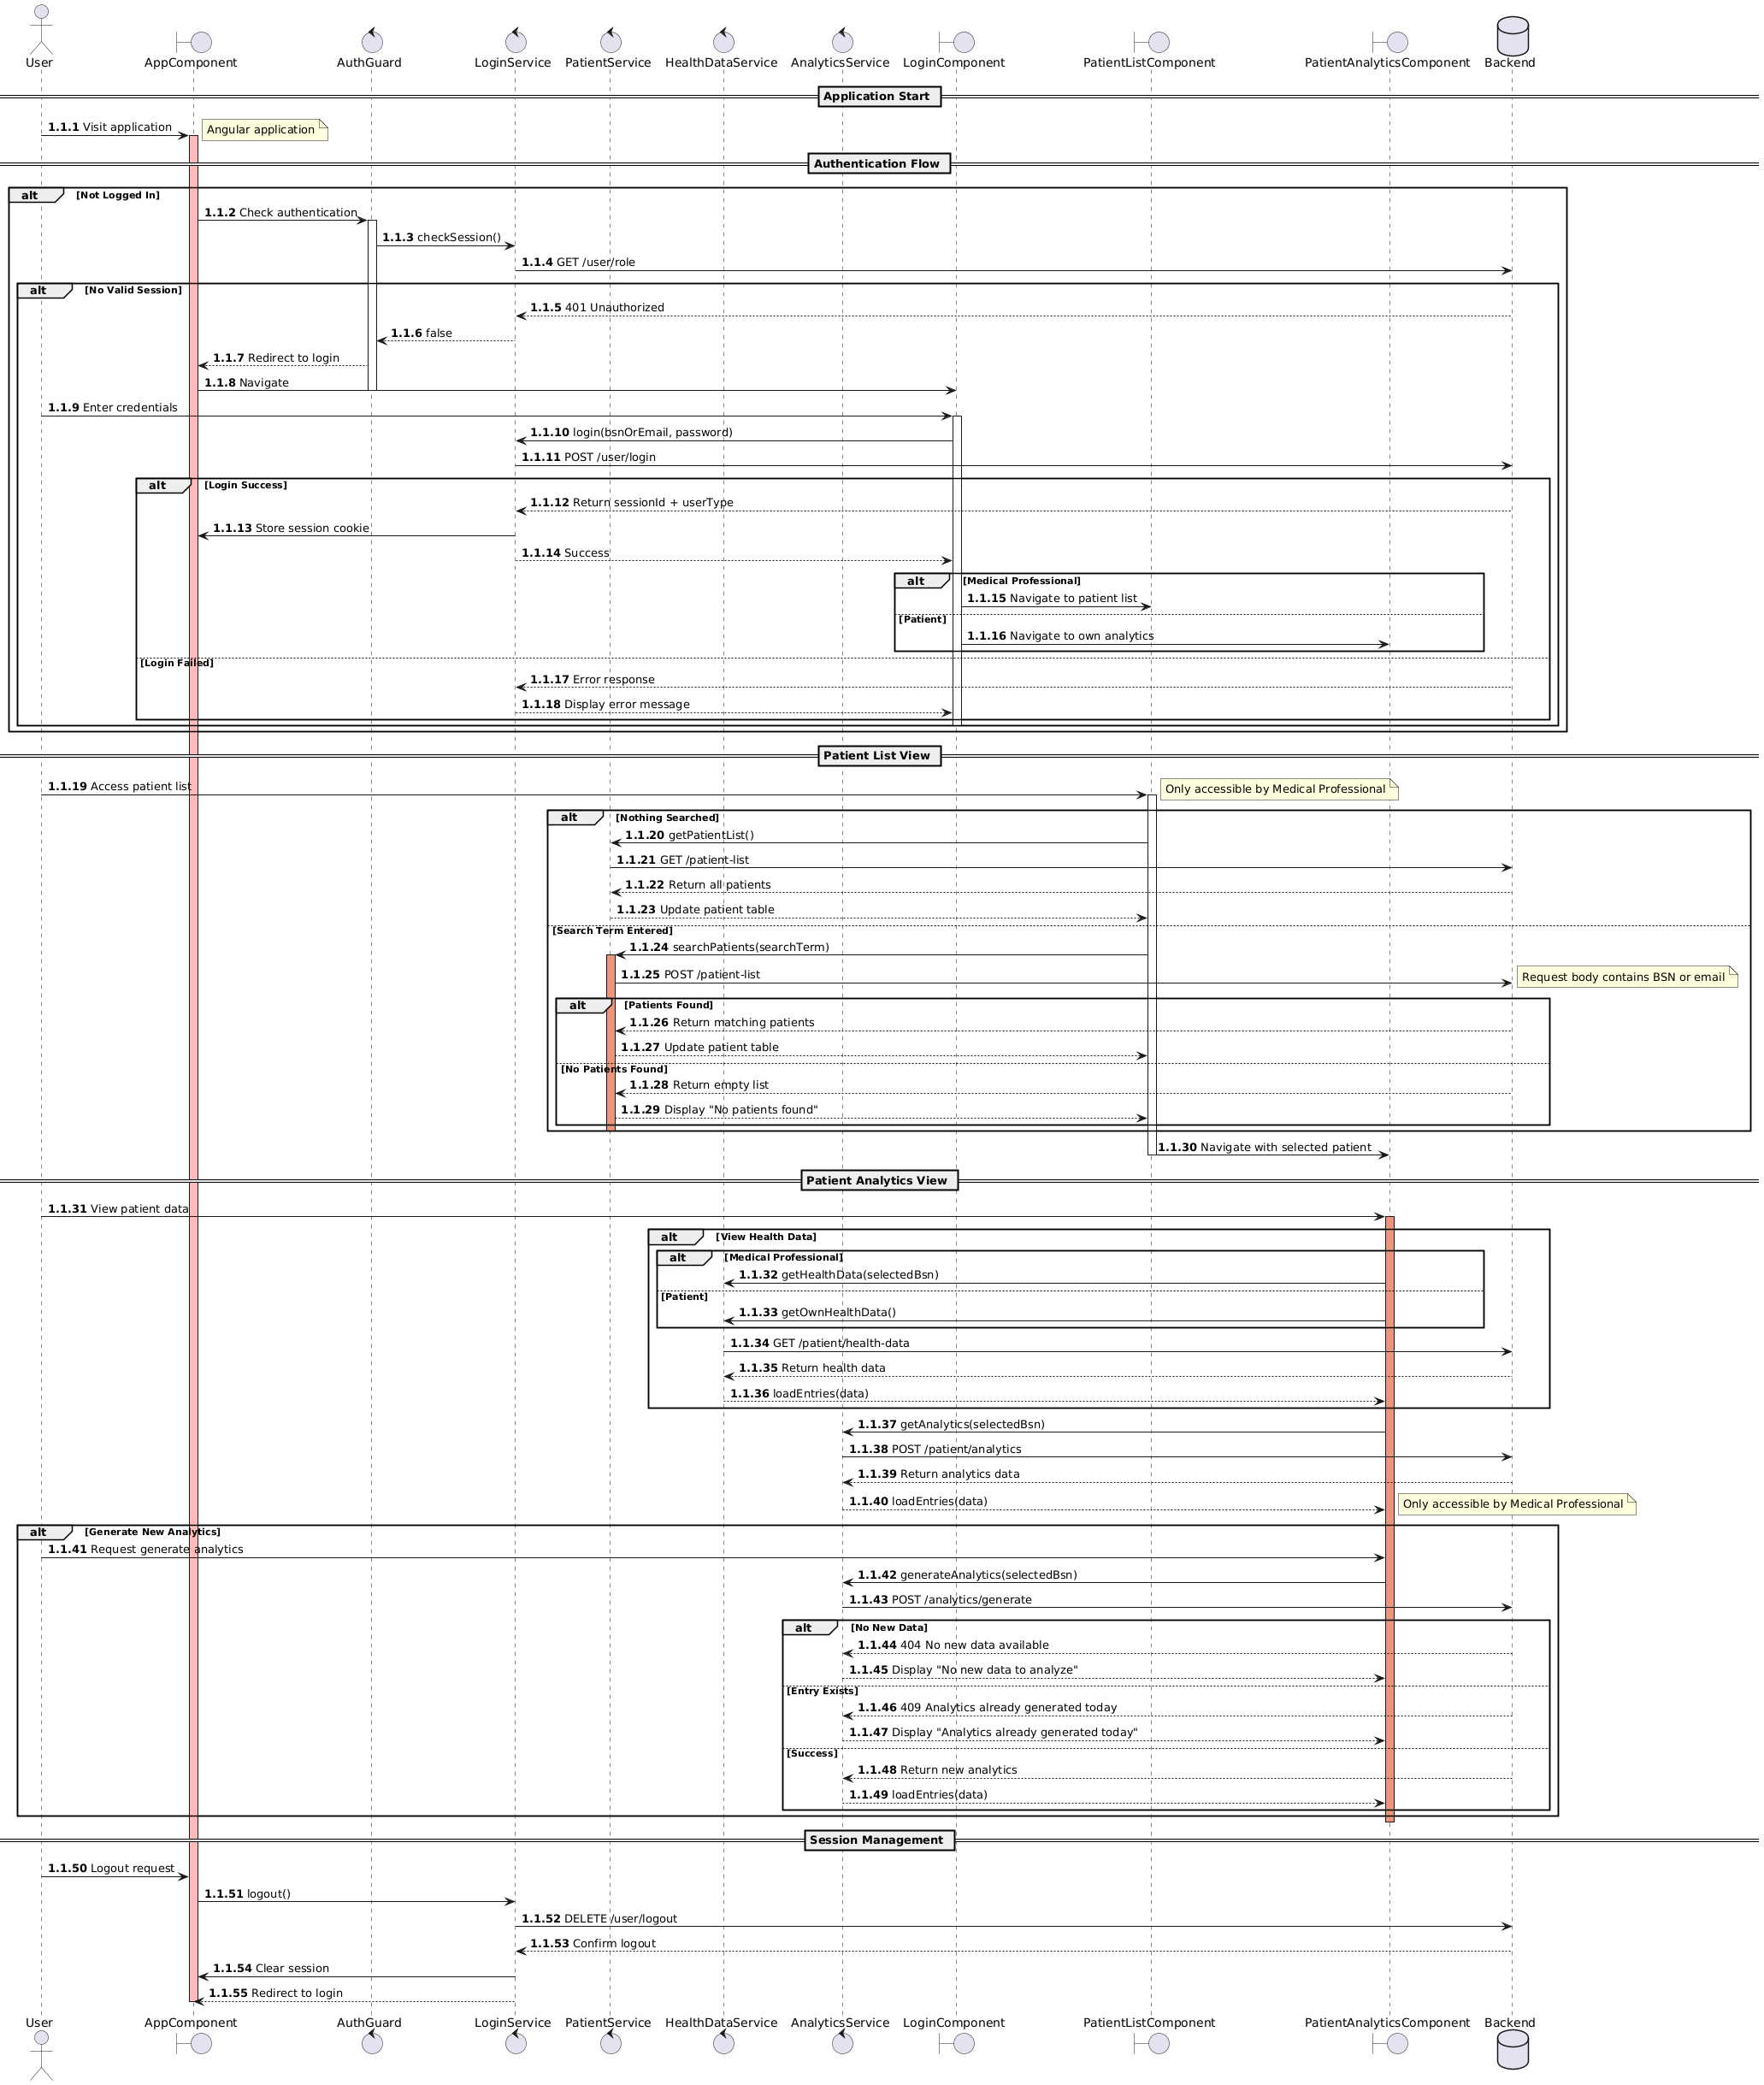 User
AppComponent
AuthGuard
LoginService
PatientService
HealthDataService
AnalyticsService
LoginComponent
PatientListComponent
PatientAnalyticsComponent
Backend
Application Start
1.1.1 Visit application
Angular application
Authentication Flow
alt [Not Logged In]
1.1.2 Check authentication
1.1.3 checkSession()
1.1.4 GET /user/role
alt [No Valid Session]
1.1.5 401 Unauthorized
1.1.6 false
1.1.7 Redirect to login
1.1.8 Navigate
1.1.9 Enter credentials
1.1.10 login(bsnOrEmail, password)
1.1.11 POST /user/login
alt [Login Success]
1.1.12 Return sessionId + userType
1.1.13 Store session cookie
1.1.14 Success
alt [Medical Professional]
1.1.15 Navigate to patient list
[Patient]
1.1.16 Navigate to own analytics
[Login Failed]
1.1.17 Error response
1.1.18 Display error message
Patient List View
1.1.19 Access patient list
Only accessible by Medical Professional
alt [Nothing Searched]
1.1.20 getPatientList()
1.1.21 GET /patient-list
1.1.22 Return all patients
1.1.23 Update patient table
[Search Term Entered]
1.1.24 searchPatients(searchTerm)
1.1.25 POST /patient-list
Request body contains BSN or email
alt [Patients Found]
1.1.26 Return matching patients
1.1.27 Update patient table
[No Patients Found]
1.1.28 Return empty list
1.1.29 Display "No patients found"
1.1.30 Navigate with selected patient
Patient Analytics View
1.1.31 View patient data
alt [View Health Data]
alt [Medical Professional]
1.1.32 getHealthData(selectedBsn)
[Patient]
1.1.33 getOwnHealthData()
1.1.34 GET /patient/health-data
1.1.35 Return health data
1.1.36 loadEntries(data)
1.1.37 getAnalytics(selectedBsn)
1.1.38 POST /patient/analytics
1.1.39 Return analytics data
1.1.40 loadEntries(data)
Only accessible by Medical Professional
alt [Generate New Analytics]
1.1.41 Request generate analytics
1.1.42 generateAnalytics(selectedBsn)
1.1.43 POST /analytics/generate
alt [No New Data]
1.1.44 404 No new data available
1.1.45 Display "No new data to analyze"
[Entry Exists]
1.1.46 409 Analytics already generated today
1.1.47 Display "Analytics already generated today"
[Success]
1.1.48 Return new analytics
1.1.49 loadEntries(data)
Session Management
1.1.50 Logout request
1.1.51 logout()
1.1.52 DELETE /user/logout
1.1.53 Confirm logout
1.1.54 Clear session
1.1.55 Redirect to login
User
AppComponent
AuthGuard
LoginService
PatientService
HealthDataService
AnalyticsService
LoginComponent
PatientListComponent
PatientAnalyticsComponent
Backend